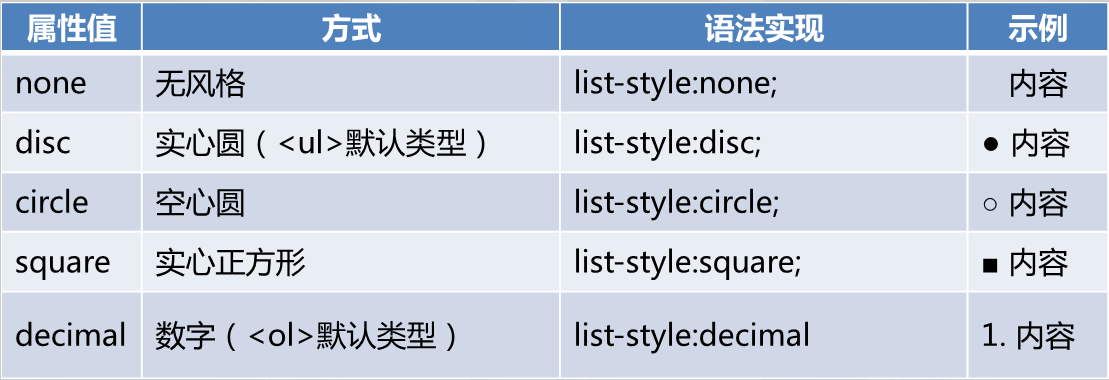 属性值 方式 语法实现 示例
none 无风格 list-style:none; 内容
disc 实心圆（<ul>默认类型） list-style:disc; ● 内容
circle 空心圆 list-style:circle; ○ 内容
square 实心正方形 list-style:square; ■ 内容
decimal 数字（<ol>默认类型） list-style:decimal 1. 内容